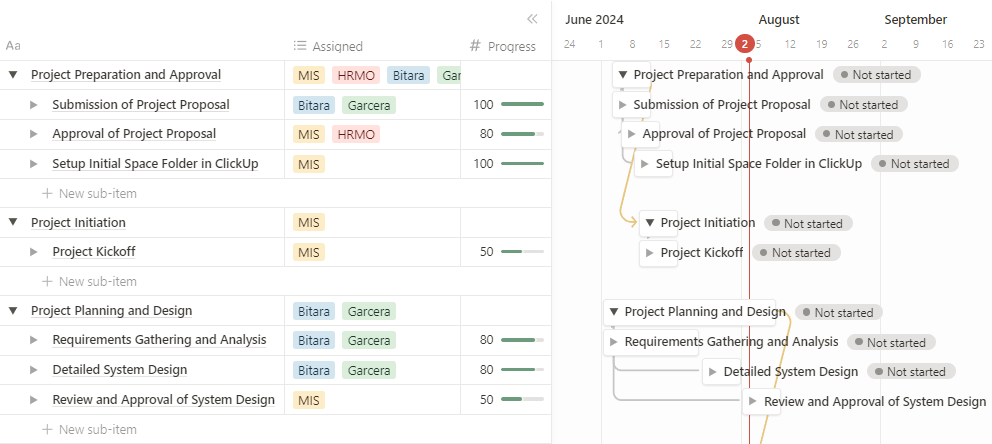 June 2024 August September
Aa Assigned # Progress 24 1 8 15 22 29 2 5 12 19 26 2 9 16 23
Project Preparation and Approval MIS HRMO Bitara Gar Project Preparation and Approval Not started
Submission of Project Proposal Bitara Garcera 100 Submission of Project Proposal Not started
Approval of Project Proposal MIS HRMO 80 Approval of Project Proposal Not started
Setup Initial Space Folder in ClickUp MIS 100 Setup Initial Space Folder in ClickUp Not started
+ New sub-item
Project Initiation MIS Project Initiation Not started
Project Kickoff MIS 50 Project Kickoff Not started
+ New sub-item
Project Planning and Design Bitara Garcera Project Planning and Design Not started
Requirements Gathering and Analysis Bitara Garcera 80 Requirements Gathering and Analysis Not started
Detailed System Design Bitara Garcera 80 Detailed System Design Not started
Review and Approval of System Design MIS 50 Review and Approval of System Design
+ New sub-item